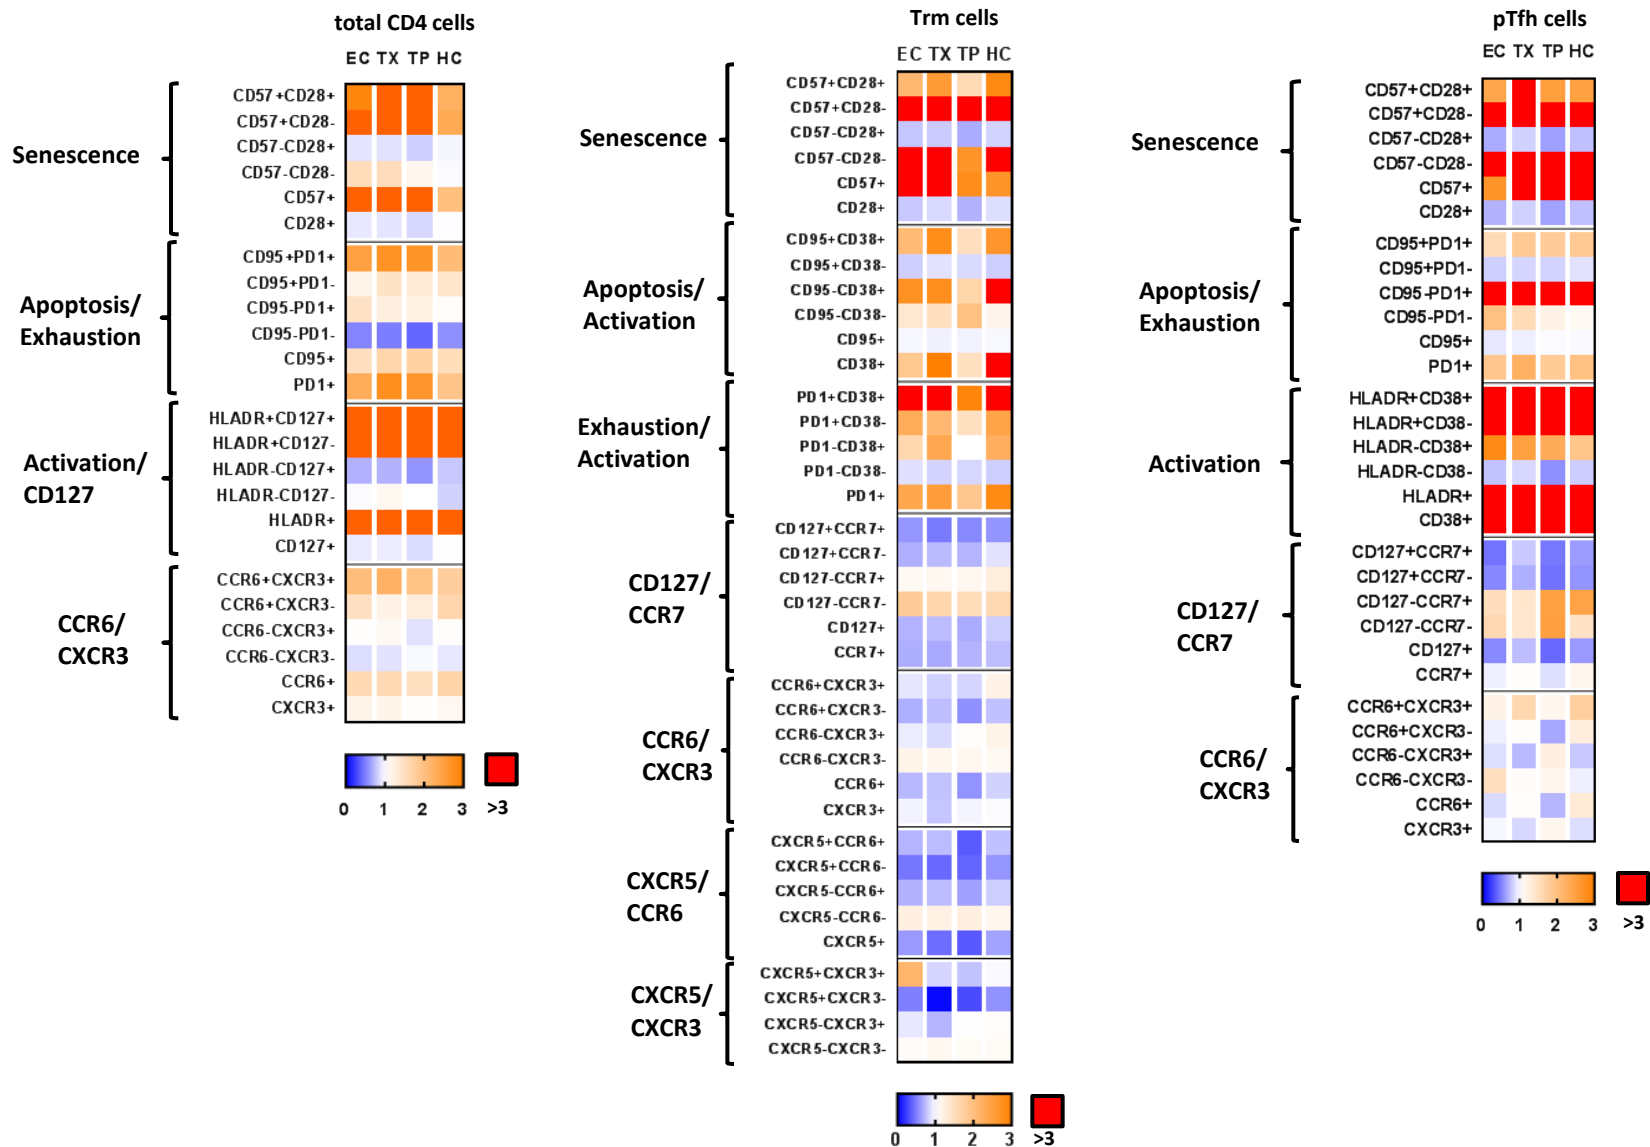 total CD4 cells
EC TX TP HC
Senescence
CD57+CD28+
CD57+CD28-
CD57-CD28+
CD57-CD28-
CD57+
CD28+
Apoptosis/
Exhaustion
CD95+PD1+
CD95+PD1-
CD95-PD1+
CD95-PD1-
CD95+
PD1+
Activation/
CD127
HLADR+CD127+
HLADR+CD127-
HLADR-CD127+
HLADR-CD127-
HLADR+
CD127+
CCR6/
CXCR3
CCR6+CXCR3+
CCR6+CXCR3-
CCR6-CXCR3+
CCR6-CXCR3-
CCR6+
CXCR3+
0 1 2 3 >3
Trm cells
EC TX TP HC
Senescence
CD57+CD28+
CD57+CD28-
CD57-CD28+
CD57-CD28-
CD57+
CD28+
Apoptosis/
Activation
CD95+CD38+
CD95+CD38-
CD95-CD38+
CD95-CD38-
CD95+
CD38+
Exhaustion/
Activation
PD1+CD38+
PD1+CD38-
PD1-CD38+
PD1-CD38-
PD1+
CD127/
CCR7
CD127+CCR7+
CD127+CCR7-
CD127-CCR7+
CD127-CCR7-
CD127+
CCR7+
CCR6/
CXCR3
CCR6+CXCR3+
CCR6+CXCR3-
CCR6-CXCR3+
CCR6-CXCR3-
CCR6+
CXCR3+
CXCR5/
CCR6
CXCR5+CCR6+
CXCR5+CCR6-
CXCR5-CCR6+
CXCR5-CCR6-
CXCR5+
CXCR5/
CXCR3
CXCR5+CXCR3+
CXCR5+CXCR3-
CXCR5-CXCR3+
CXCR5-CXCR3-
0 1 2 3 >3
pTfh cells
EC TX TP HC
Senescence
CD57+CD28+
CD57+CD28-
CD57-CD28+
CD57-CD28-
CD57+
CD28+
Apoptosis/
Exhaustion
CD95+PD1+
CD95+PD1-
CD95-PD1+
CD95-PD1-
CD95+
PD1+
Activation
HLADR+CD38+
HLADR+CD38-
HLADR-CD38+
HLADR-CD38-
HLADR+
CD38+
CD127/
CCR7
CD127+CCR7+
CD127+CCR7-
CD127-CCR7+
CD127-CCR7-
CD127+
CCR7+
CCR6/
CXCR3
CCR6+CXCR3+
CCR6+CXCR3-
CCR6-CXCR3+
CCR6-CXCR3-
CCR6+
CXCR3+
0 1 2 3 >3